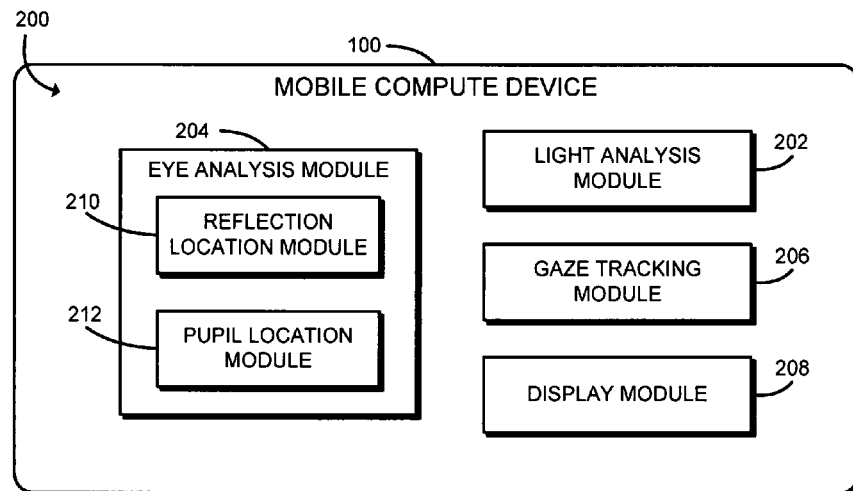 200
100
MOBILE COMPUTE DEVICE
204
EYE ANALYSIS MODULE
210
REFLECTION
LOCATION MODULE
212
PUPIL LOCATION
MODULE
LIGHT ANALYSIS
MODULE
202
GAZE TRACKING
MODULE
206
DISPLAY MODULE
208